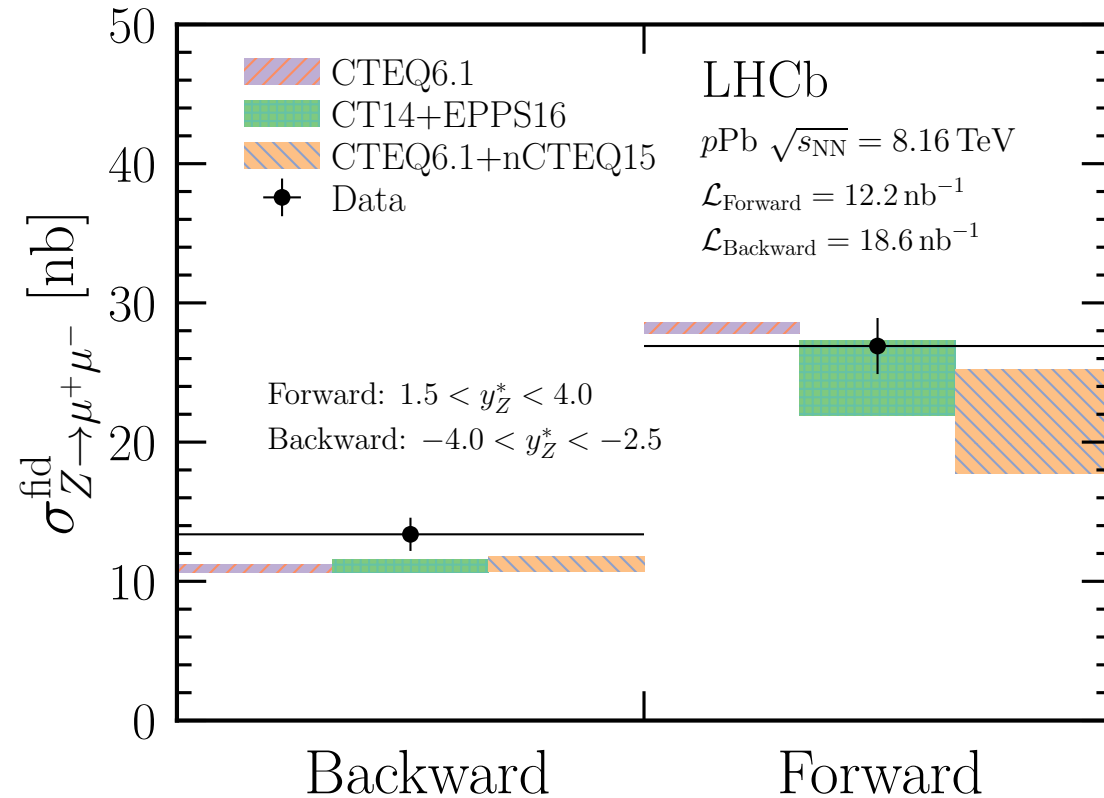 50
40
30
20
10
0
σ^fid_Z→μ⁺μ⁻ [nb]
CTEQ6.1
CT14+EPPS16
CTEQ6.1+nCTEQ15
Data
LHCb
pPb √s_NN = 8.16 TeV
𝓛_Forward = 12.2 nb⁻¹
𝓛_Backward = 18.6 nb⁻¹
Forward: 1.5 < y*_Z < 4.0
Backward: −4.0 < y*_Z < −2.5
Backward Forward